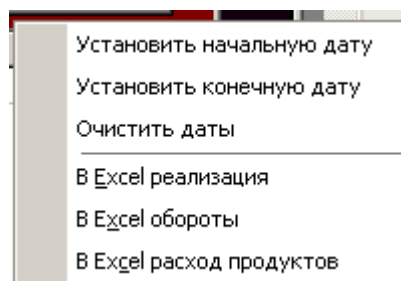 Установить начальную дату
Установить конечную дату
Очистить даты
В Excel реализация
В Excel обороты
В Excel расход продуктов